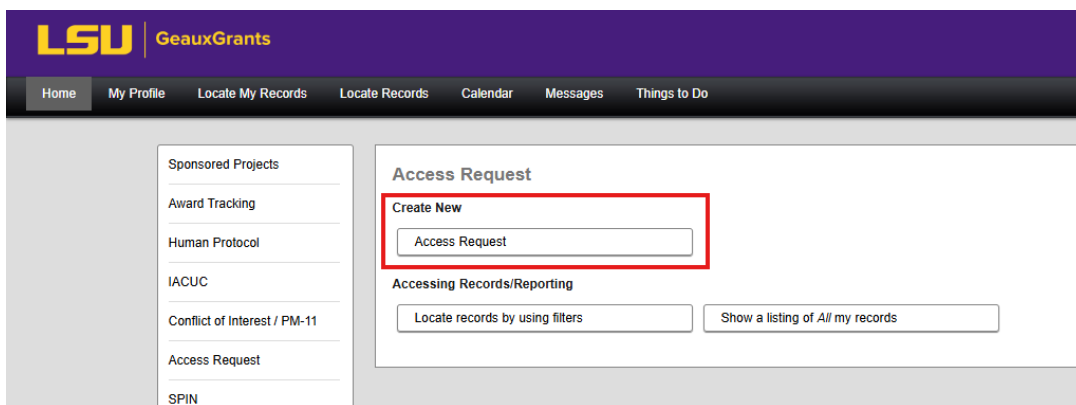 LSU GeauxGrants
Home My Profile Locate My Records Locate Records Calendar Messages Things to Do
Sponsored Projects
Award Tracking
Human Protocol
IACUC
Conflict of Interest / PM-11
Access Request
SPIN
Access Request
Create New
Access Request
Accessing Records/Reporting
Locate records by using filters Show a listing of All my records